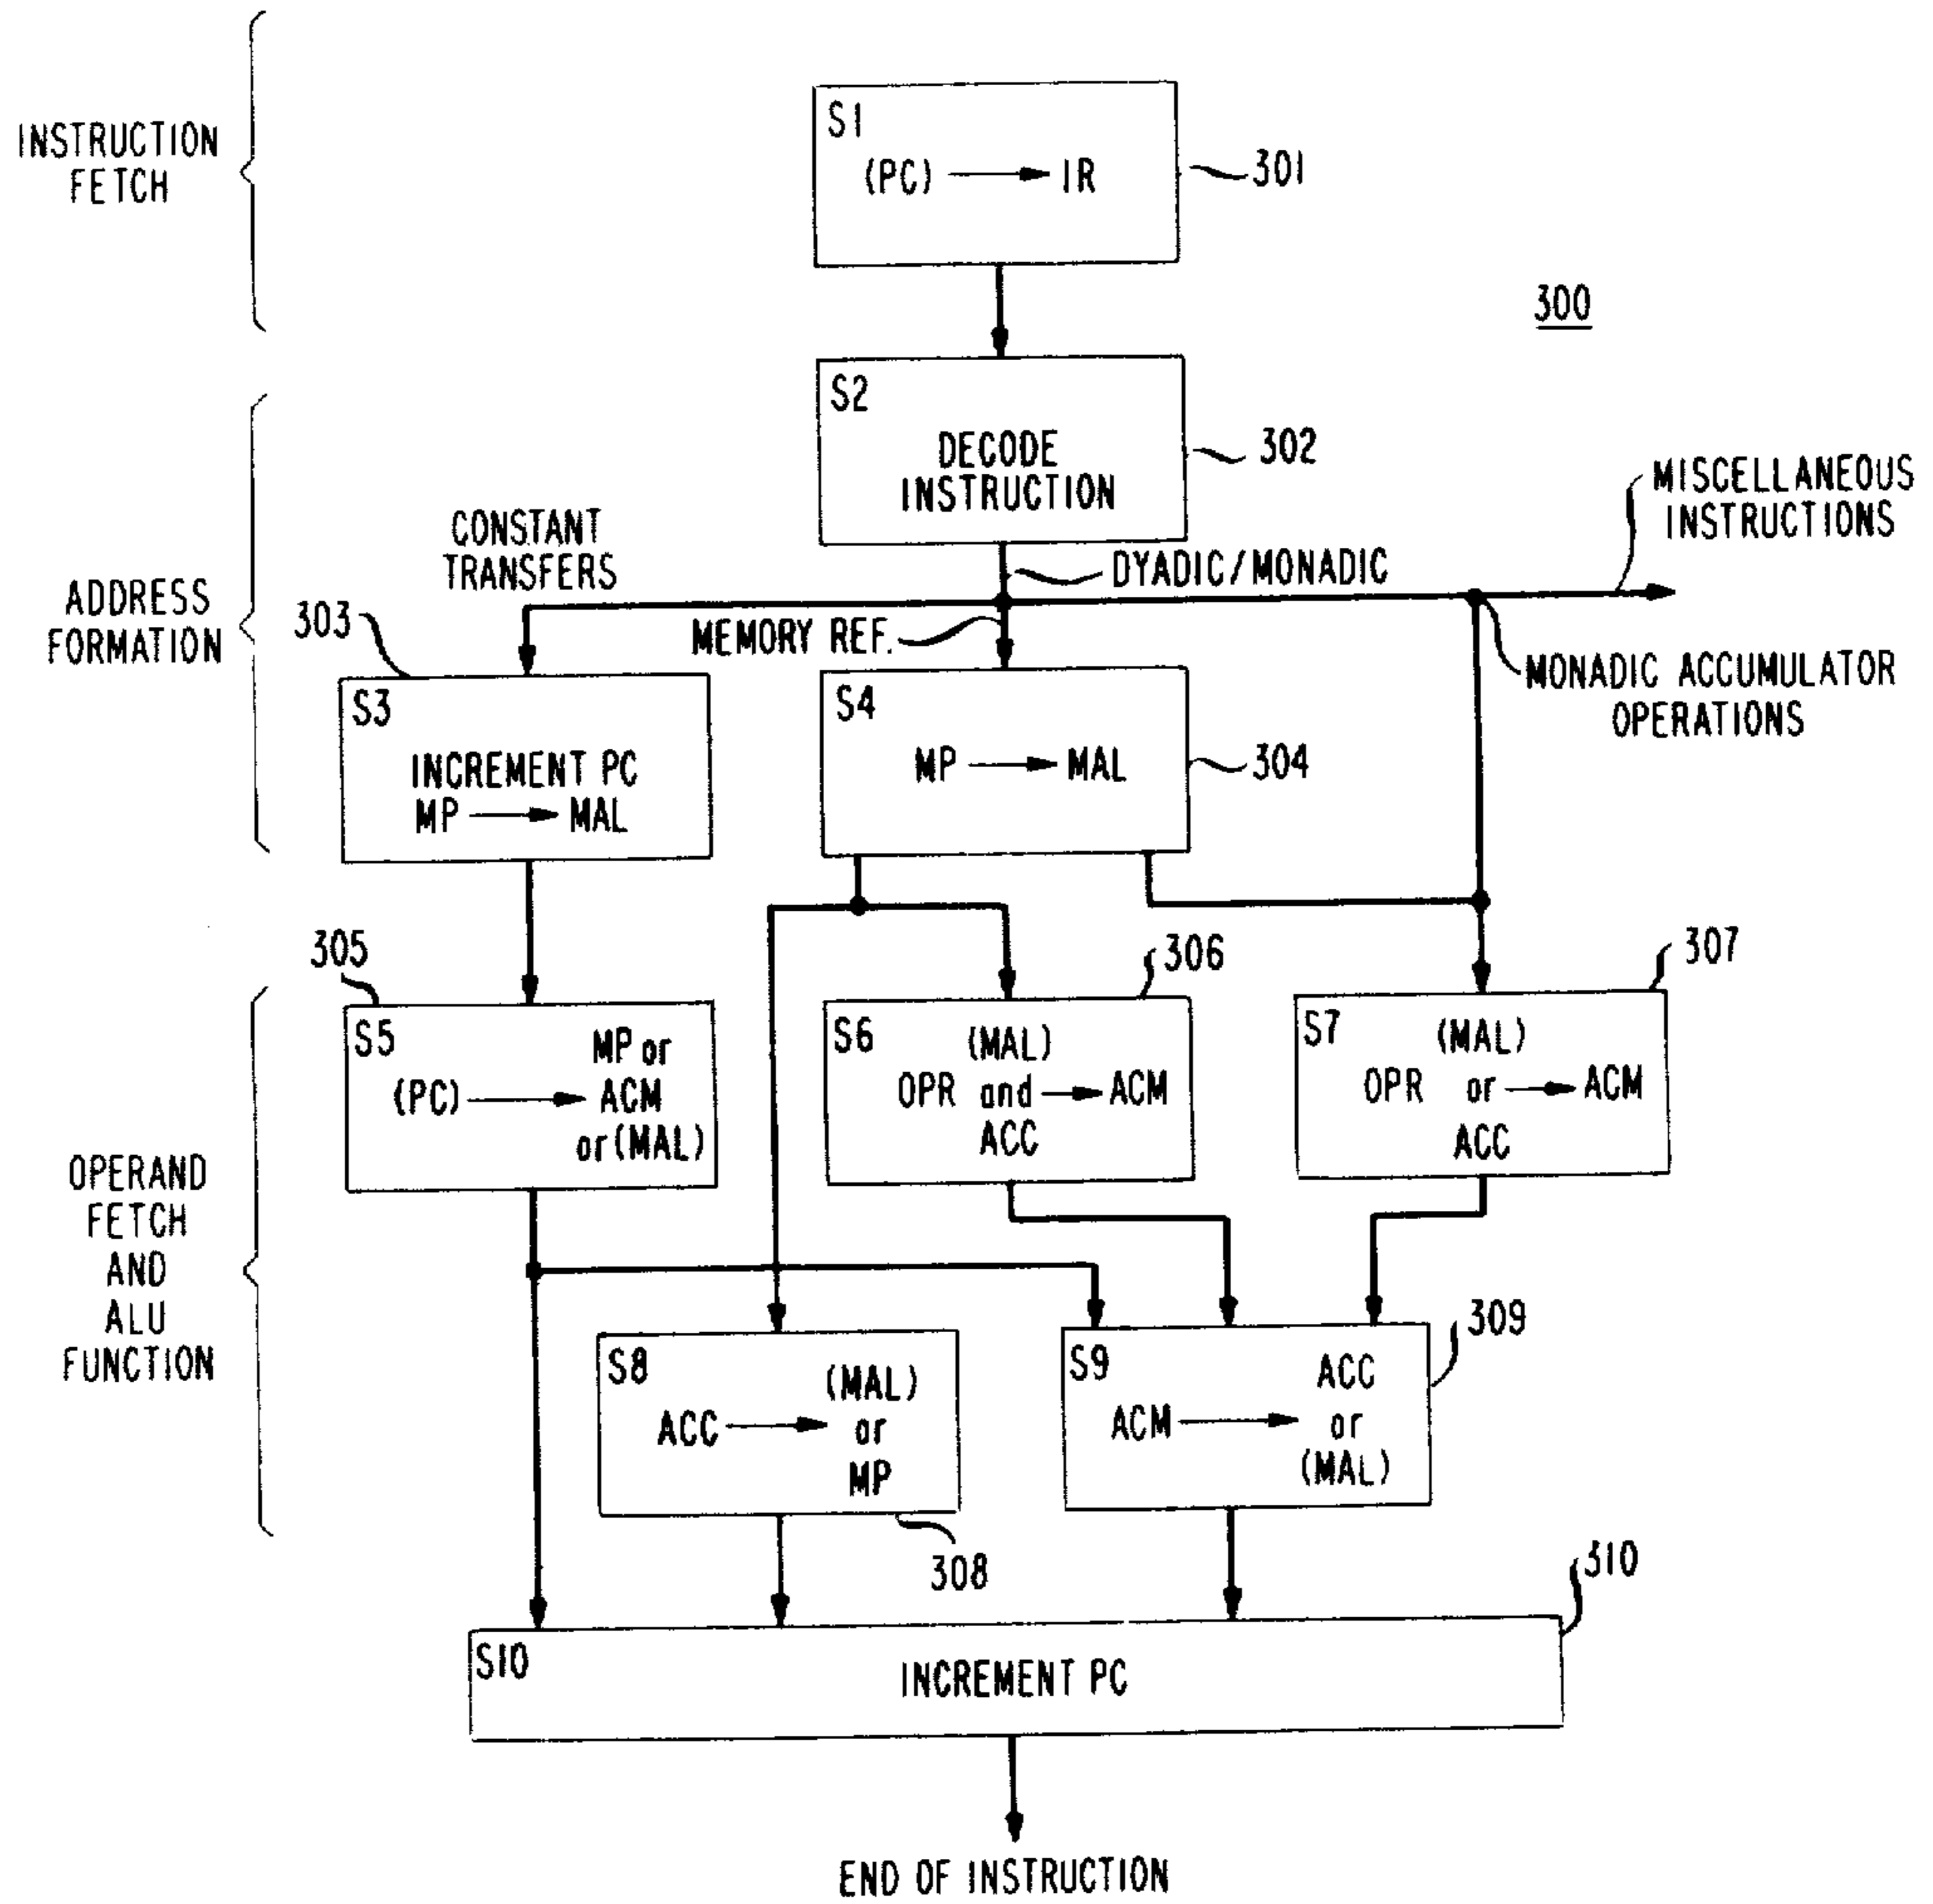 INSTRUCTION
FETCH
S1
(PC) → IR
301
300
S2
DECODE
INSTRUCTION
302
MISCELLANEOUS
INSTRUCTIONS
CONSTANT
TRANSFERS
DYADIC/MONADIC
ADDRESS
FORMATION
303
MEMORY REF.
MONADIC ACCUMULATOR
OPERATIONS
S3
INCREMENT PC
MP → MAL
S4
MP → MAL
304
305
306
307
OPERAND
FETCH
AND
ALU
FUNCTION
S5
MP or
(PC) → ACM
or (MAL)
S6
(MAL)
OPR and → ACM
ACC
S7
(MAL)
OPR or → ACM
ACC
S8
(MAL)
ACC → or
MP
308
S9
ACC
ACM → or
(MAL)
309
310
S10
INCREMENT PC
END OF INSTRUCTION